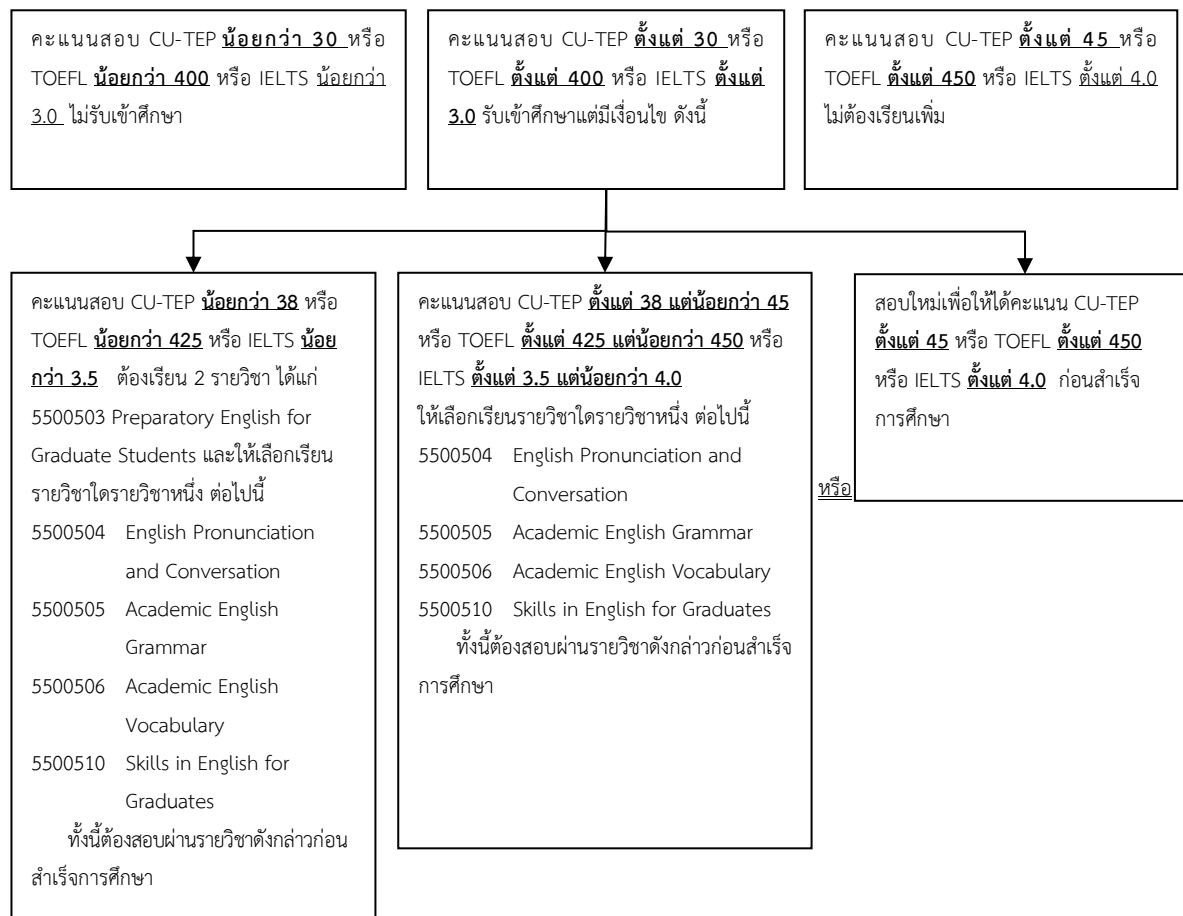 คะแนนสอบ CU-TEP น้อยกว่า 30 หรือ
TOEFL น้อยกว่า 400 หรือ IELTS น้อยกว่า
3.0 ไม่รับเข้าศึกษา
คะแนนสอบ CU-TEP ตั้งแต่ 30 หรือ
TOEFL ตั้งแต่ 400 หรือ IELTS ตั้งแต่
3.0 รับเข้าศึกษาแต่มีเงื่อนไข ดังนี้
คะแนนสอบ CU-TEP ตั้งแต่ 45 หรือ
TOEFL ตั้งแต่ 450 หรือ IELTS ตั้งแต่ 4.0
ไม่ต้องเรียนเพิ่ม
คะแนนสอบ CU-TEP น้อยกว่า 38 หรือ
TOEFL น้อยกว่า 425 หรือ IELTS น้อย
กว่า 3.5 ต้องเรียน 2 รายวิชา ได้แก่
5500503 Preparatory English for
Graduate Students และให้เลือกเรียน
รายวิชาใดรายวิชาหนึ่ง ต่อไปนี้
5500504 English Pronunciation
and Conversation
5500505 Academic English
Grammar
5500506 Academic English
Vocabulary
5500510 Skills in English for
Graduates
ทั้งนี้ต้องสอบผ่านรายวิชาดังกล่าวก่อน
สำเร็จการศึกษา
คะแนนสอบ CU-TEP ตั้งแต่ 38 แต่น้อยกว่า 45
หรือ TOEFL ตั้งแต่ 425 แต่น้อยกว่า 450 หรือ
IELTS ตั้งแต่ 3.5 แต่น้อยกว่า 4.0
ให้เลือกเรียนรายวิชาใดรายวิชาหนึ่ง ต่อไปนี้
5500504 English Pronunciation and
Conversation
5500505 Academic English Grammar
5500506 Academic English Vocabulary
5500510 Skills in English for Graduates
ทั้งนี้ต้องสอบผ่านรายวิชาดังกล่าวก่อนสำเร็จ
การศึกษา
หรือ
สอบใหม่เพื่อให้ได้คะแนน CU-TEP
ตั้งแต่ 45 หรือ TOEFL ตั้งแต่ 450
หรือ IELTS ตั้งแต่ 4.0 ก่อนสำเร็จ
การศึกษา